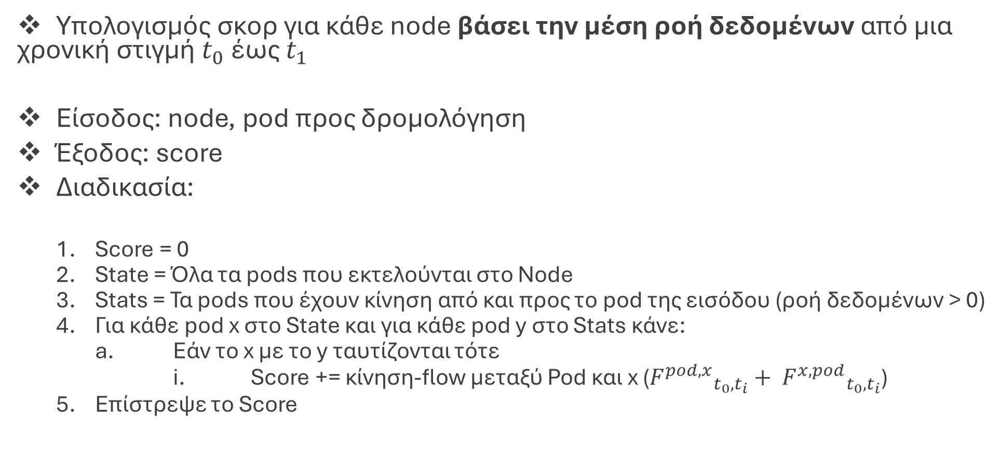 ❖ Υπολογισμός σκορ για κάθε node βάσει την μέση ροή δεδομένων από μια
χρονική στιγμή t₀ έως t₁
❖ Είσοδος: node, pod προς δρομολόγηση
❖ Έξοδος: score
❖ Διαδικασία:
1. Score = 0
2. State = Όλα τα pods που εκτελούνται στο Node
3. Stats = Τα pods που έχουν κίνηση από και προς το pod της εισόδου (ροή δεδομένων > 0)
4. Για κάθε pod x στο State και για κάθε pod y στο Stats κάνε:
a. Εάν το x με το y ταυτίζονται τότε
i. Score += κίνηση-flow μεταξύ Pod και x (F^{pod,x}_{t_0,t_i} + F^{x,pod}_{t_0,t_i})
5. Επίστρεψε το Score